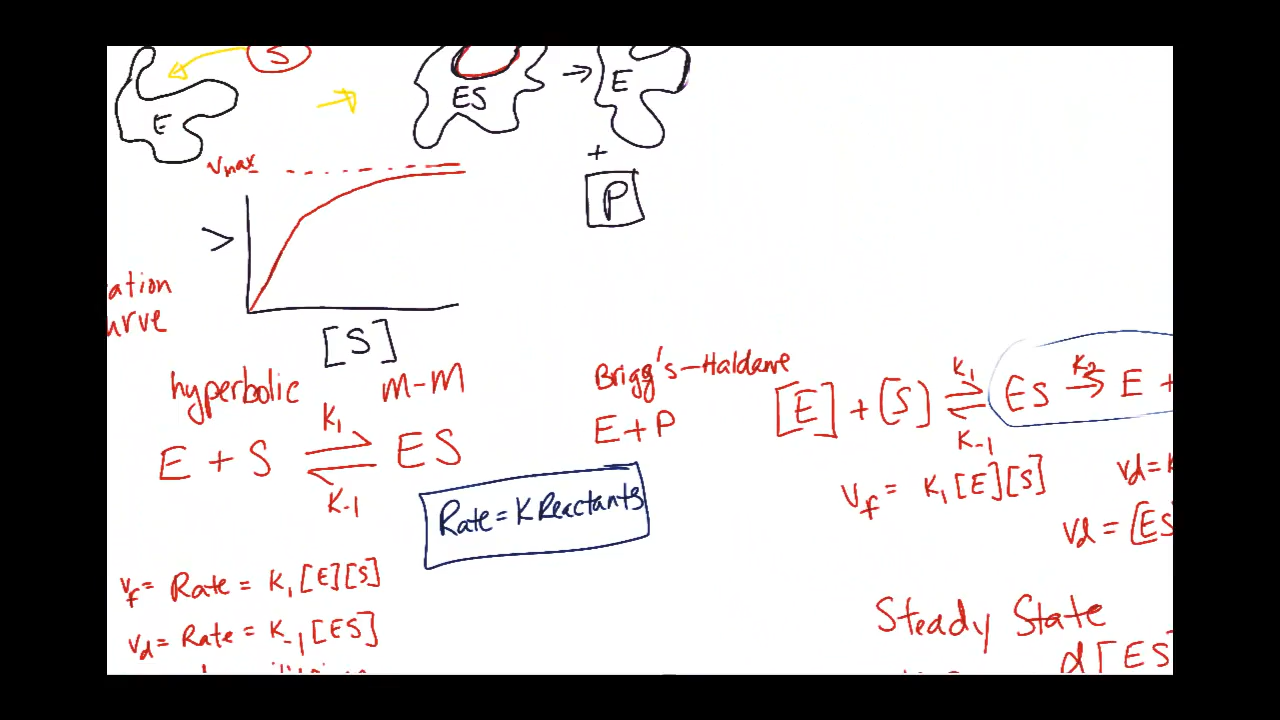 S
E
ES
E
Vmax
+
P
V
[S]
ation
urve
hyperbolic M-M
E + S K1 K-1 ES
Rate = K Reactants
Vf = Rate = K1 [E][S]
Vd = Rate = K-1 [ES]
Brigg's-Haldane
E + P
[E] + [S] K1 K-1 ES K2 E +
Vf = K1 [E][S]
Vd = K
Vd = [ES
Steady State
d[ES]